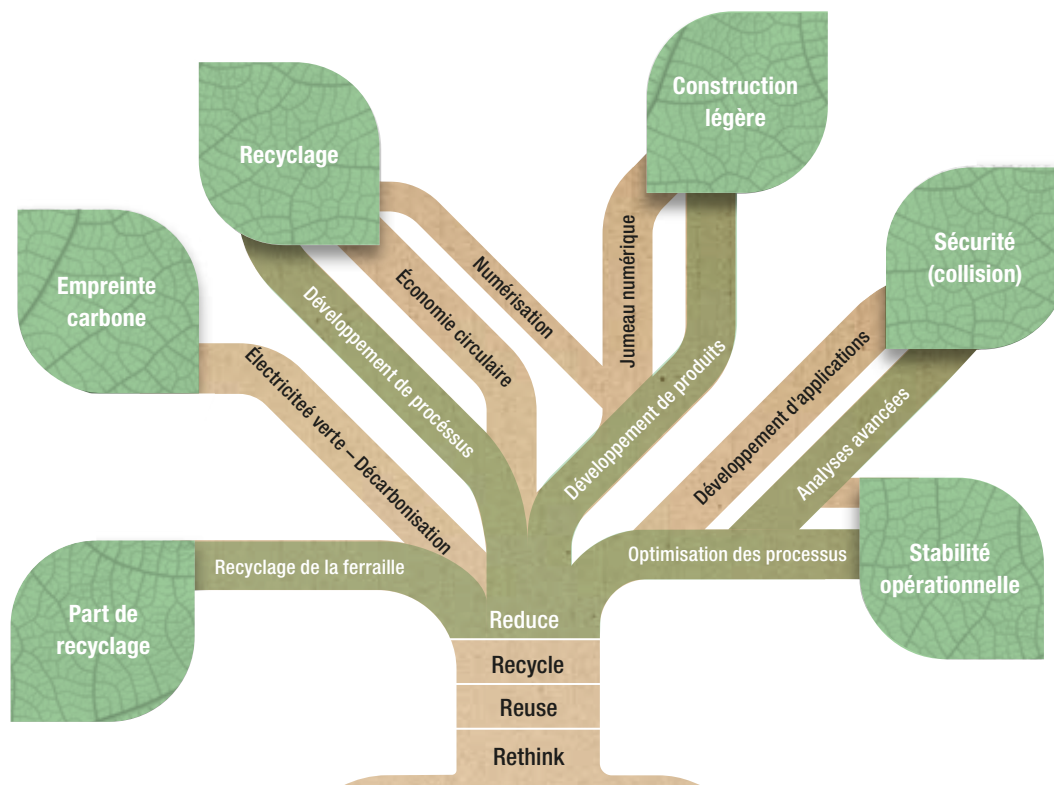 Construction
légère
Recyclage
Sécurité
(collision)
Empreinte
carbone
Numérisation
Jumeau numérique
Économie circulaire
Développement de procéssus
Électriciteé verte – Décarbonisation
Développement de produits
Développement d'applications
Analyses avancées
Recyclage de la ferraille
Optimisation des processus
Stabilité
opérationnelle
Part de
recyclage
Reduce
Recycle
Reuse
Rethink